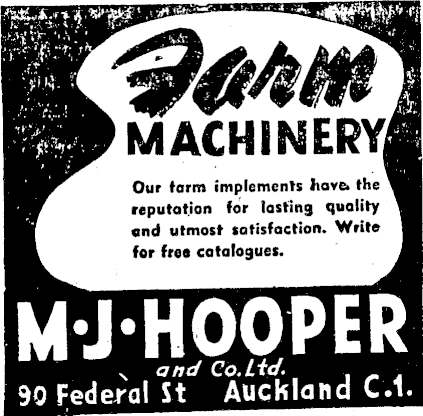 Farm
MACHINERY
Our farm implements have the
reputation for lasting quality
and utmost satisfaction. Write
for free catalogues.
M·J·HOOPER
and Co. Ltd.
90 Federal St Auckland C.1.